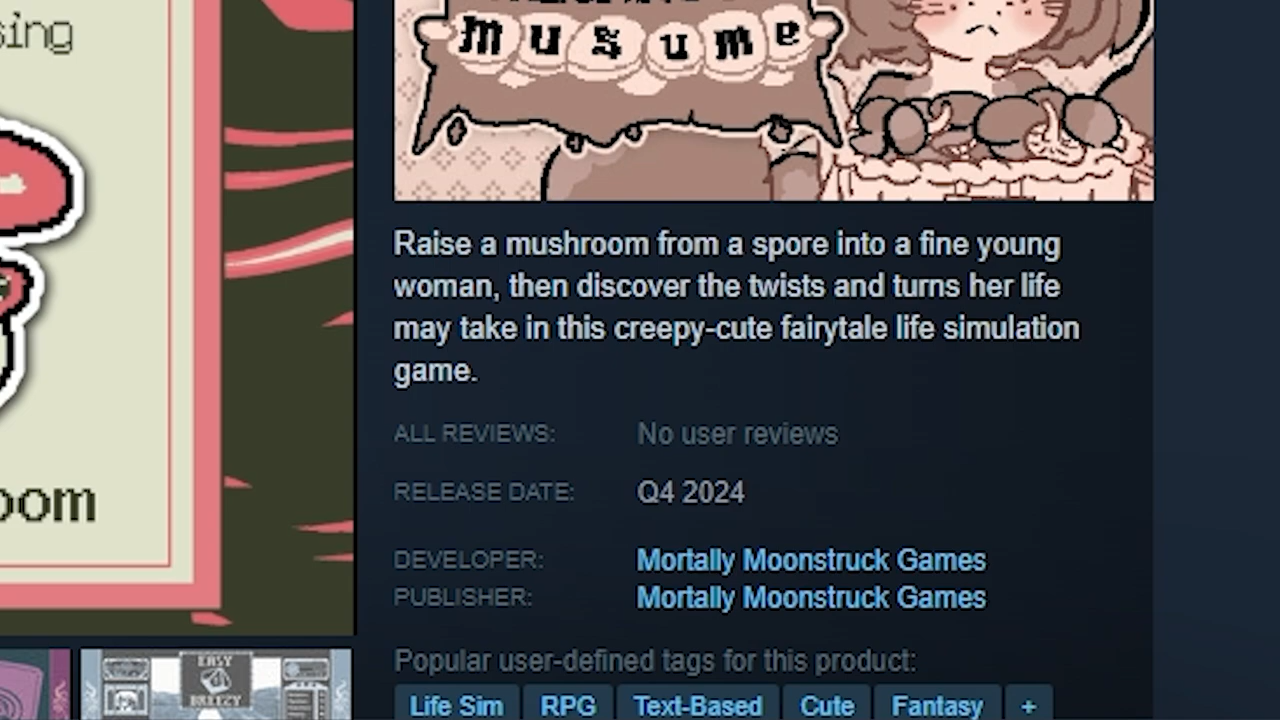 musume
Raise a mushroom from a spore into a fine young
woman, then discover the twists and turns her life
may take in this creepy-cute fairytale life simulation
game.
ALL REVIEWS: No user reviews
RELEASE DATE: Q4 2024
DEVELOPER: Mortally Moonstruck Games
PUBLISHER: Mortally Moonstruck Games
Popular user-defined tags for this product:
Life Sim RPG Text-Based Cute Fantasy +
sing
oom
EASY
BREEZY